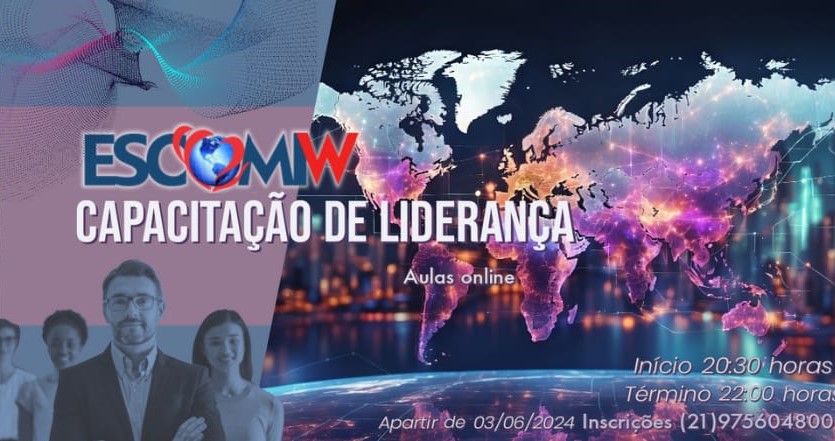 ESCOMIW
CAPACITAÇÃO DE LIDERANÇA
Aulas online
Início 20:30 horas
Término 22:00 horas
Apartir de 03/06/2024 Inscrições (21)975604800